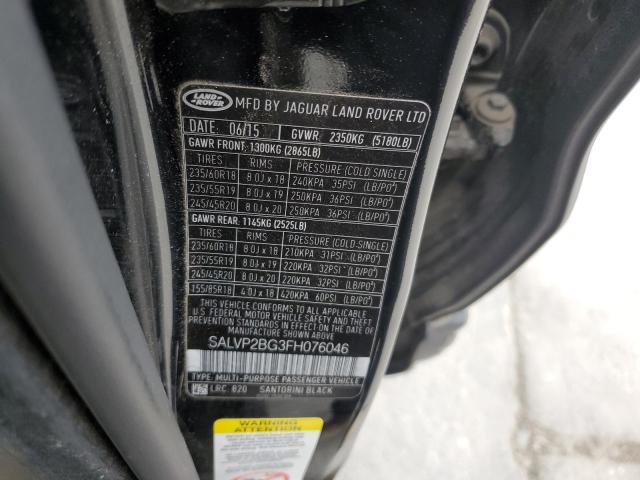 LAND ROVER
MFD BY JAGUAR LAND ROVER LTD
DATE 06/15 GVWR 2350KG (5180LB)
GAWR FRONT: 1300KG (2865LB)
TIRES RIMS PRESSURE (COLD SINGLE)
235/60R18 8.0J x 18 240KPA 35PSI (LB/PO²)
235/55R19 8.0J x 19 250KPA 36PSI (LB/PO²)
245/45R20 8.0J x 20 250KPA 36PSI (LB/PO²)
GAWR REAR: 1145KG (2525LB)
TIRES RIMS PRESSURE (COLD-SINGLE)
235/60R18 8.0J x 18 210KPA 31PSI (LB/PO²)
235/55R19 8.0J x 19 220KPA 32PSI (LB/PO²)
245/45R20 8.0J x 20 220KPA 32PSI (LB/PO²)
155/85R18 4.0J x 18 420KPA 60PSI (LB/PO²)
THIS VEHICLE CONFORMS TO ALL APPLICABLE
U.S FEDERAL MOTOR VEHICLE SAFETY STANDARDS
IN EFFECT ON THE DATE OF MANUFACTURE SHOWN ABOVE
SALVP2BG3FH076046
TYPE: MULTI-PURPOSE PASSENGER VEHICLE
LRC: 820 SANTORINI BLACK
WARNING